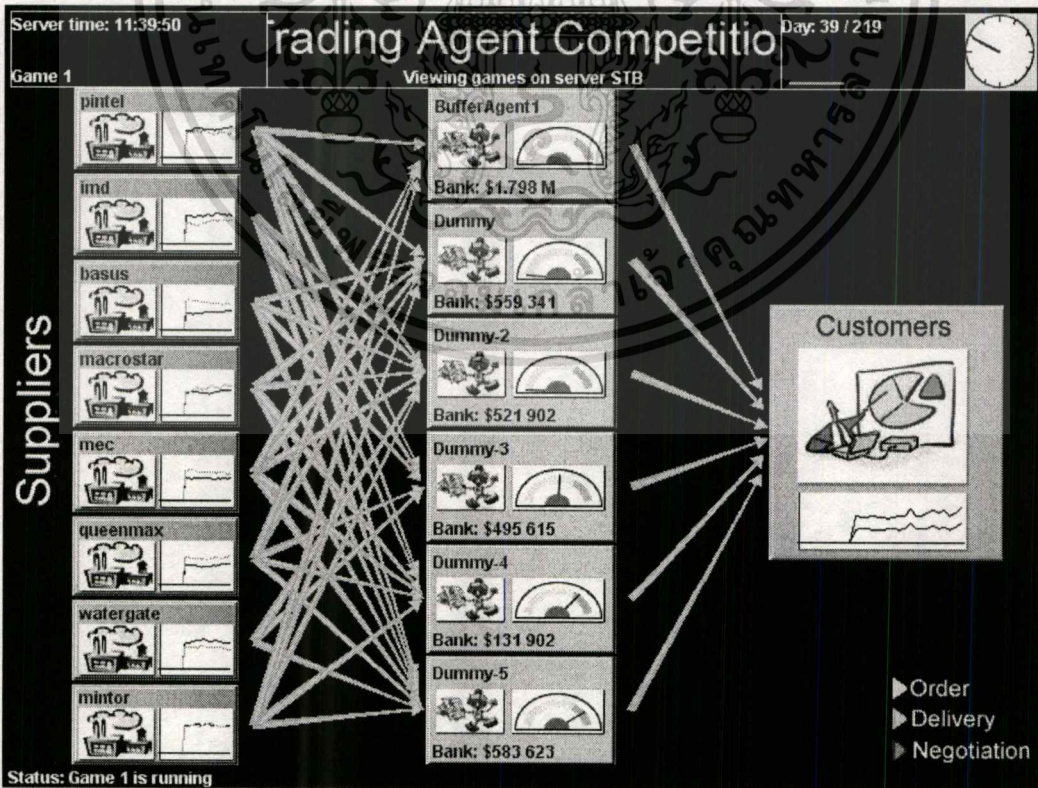 Server time: 11:39:50
Game 1
rading Agent Competitio
Viewing games on server STB
Day: 39 / 219
Suppliers
pintel
imd
basus
macrostar
mec
queenmax
watergate
mintor
BufferAgent1
Bank: $1.798 M
Dummy
Bank: $559 341
Dummy-2
Bank: $521 902
Dummy-3
Bank: $495 615
Dummy-4
Bank: $131 902
Dummy-5
Bank: $583 623
Customers
Order
Delivery
Negotiation
Status: Game 1 is running